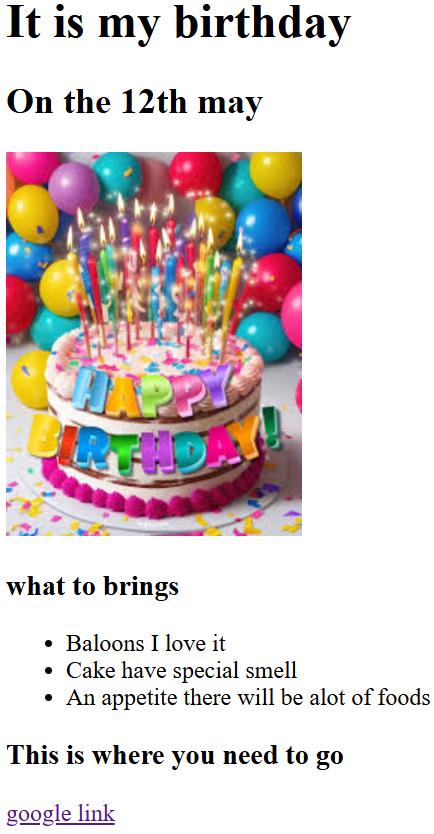 It is my birthday
On the 12th may
HAPPY
BIRTHDAY!
what to brings
Baloons I love it
Cake have special smell
An appetite there will be alot of foods
This is where you need to go
google link